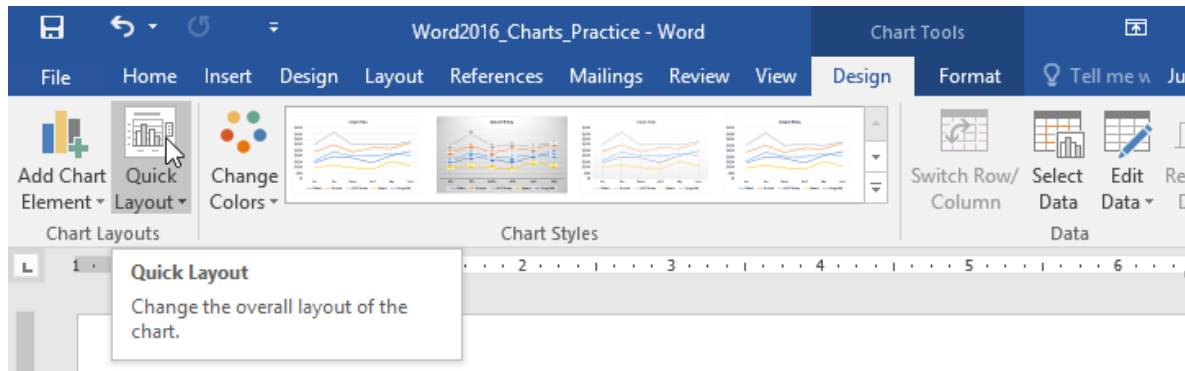 Word2016_Charts_Practice - Word
Chart Tools
File Home Insert Design Layout References Mailings Review View Design Format Tell me w Ju
Add Chart Element
Quick Layout
Change Colors
Switch Row/ Column
Select Data
Edit Data
Re
Chart Layouts
Chart Styles
Data
L 1 2 3 4 5 6
Quick Layout
Change the overall layout of the
chart.